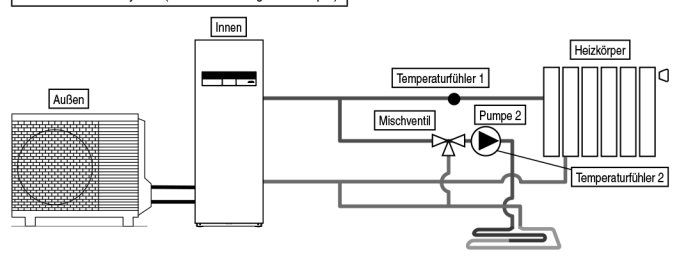 Innen
Heizkörper
Temperaturfühler 1
Außen
Mischventil
Pumpe 2
Temperaturfühler 2